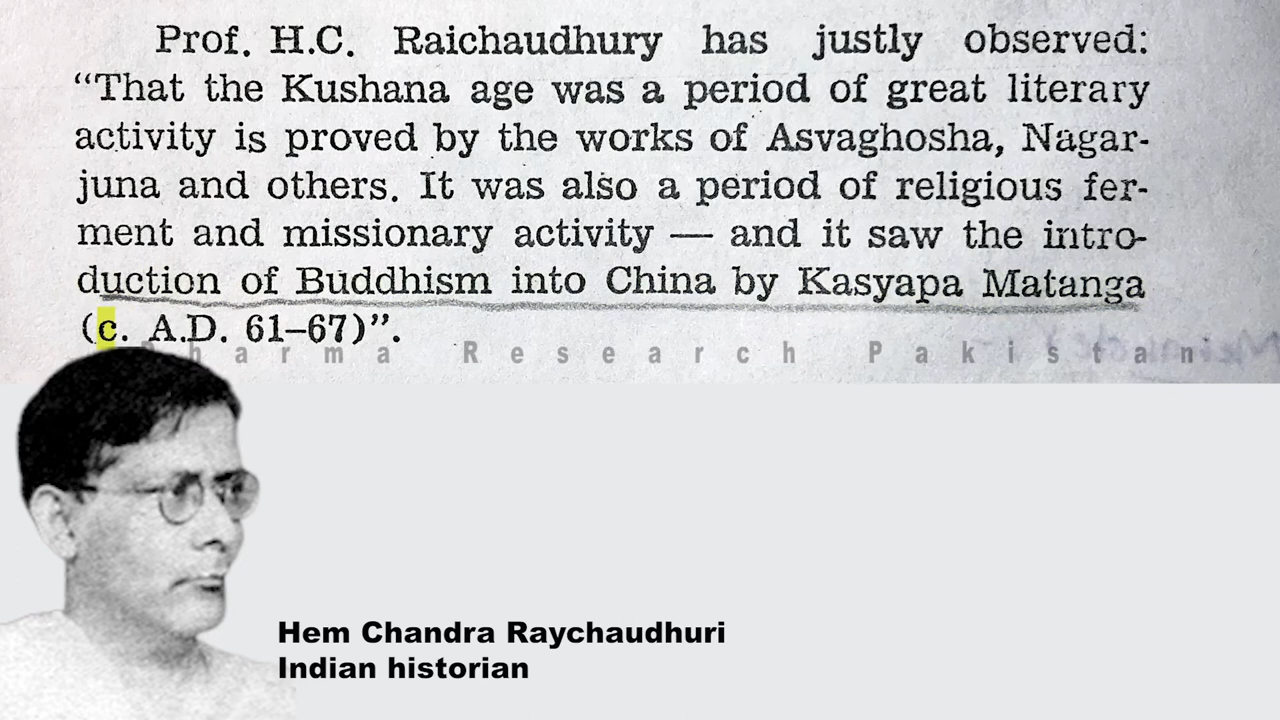 Prof. H.C. Raichaudhury has justly observed:
“That the Kushana age was a period of great literary
activity is proved by the works of Asvaghosha, Nagar-
juna and others. It was also a period of religious fer-
ment and missionary activity — and it saw the intro-
duction of Buddhism into China by Kasyapa Matanga
(c. A.D. 61–67)”.
Dharma Research Pakistan
Hem Chandra Raychaudhuri
Indian historian